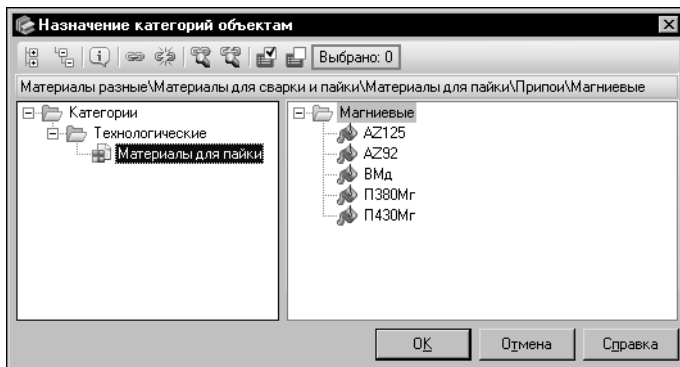 Назначение категорий объектам
Выбрано: 0
Материалы разные\Материалы для сварки и пайки\Материалы для пайки\Припои\Магниевые
Категории
Технологические
Материалы для пайки
Магниевые
AZ125
AZ92
ВМд
П380Мг
П430Мг
OK
Отмена
Справка